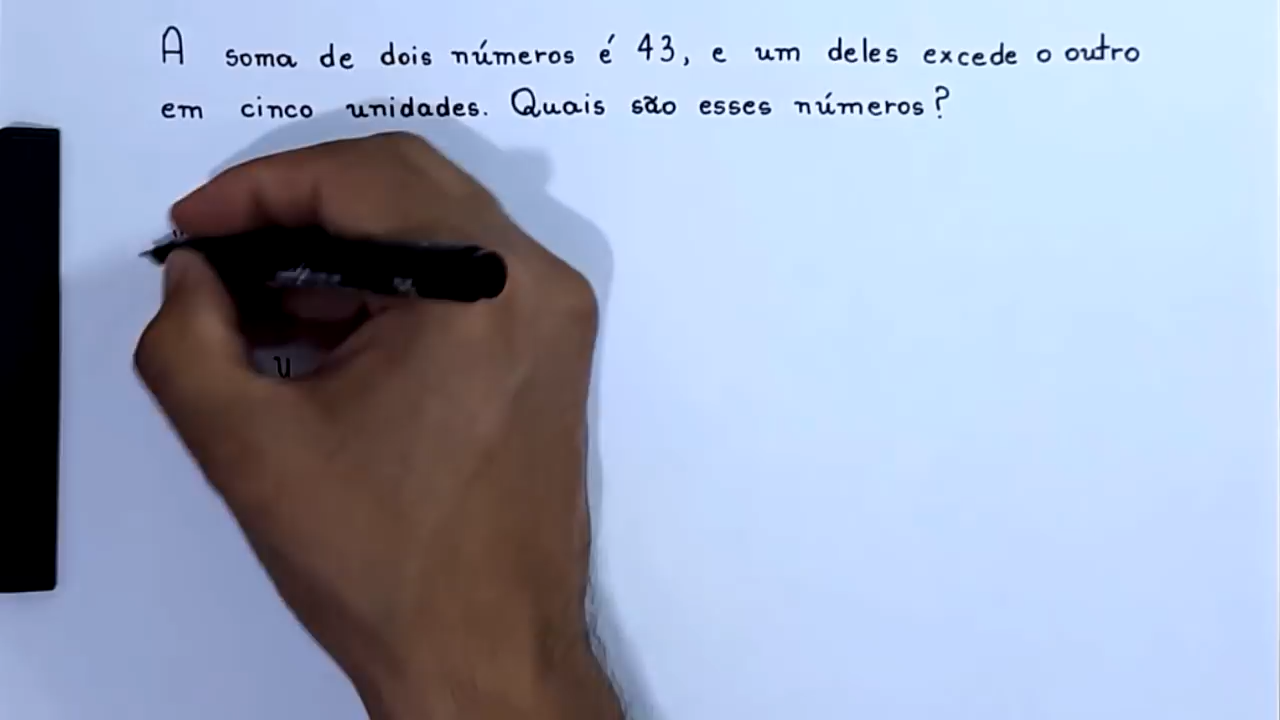 A soma de dois números é 43, e um deles excede o outro
em cinco unidades. Quais são esses números?